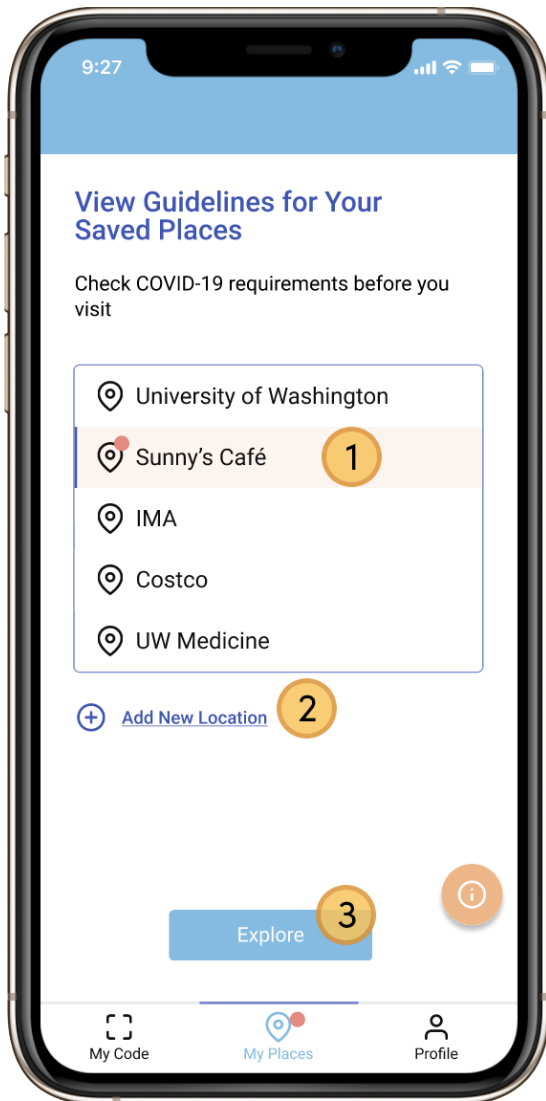 9:27
View Guidelines for Your
Saved Places
Check COVID-19 requirements before you
visit
University of Washington
Sunny's Café
1
IMA
Costco
UW Medicine
Add New Location
2
Explore
3
i
My Code
My Places
Profile